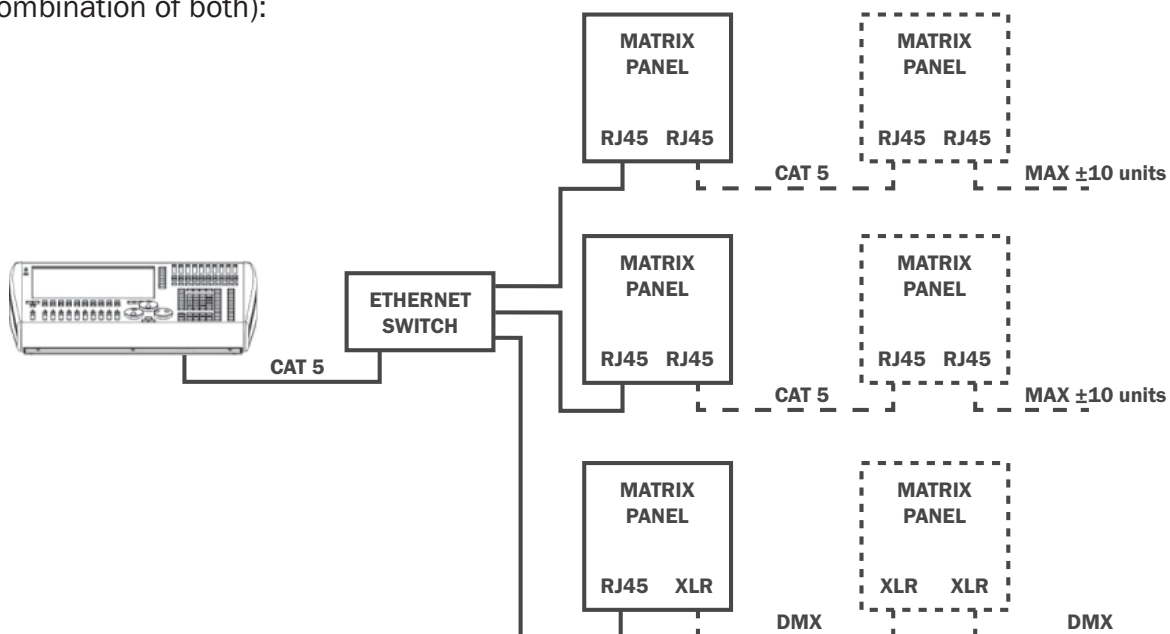 ombination of both):
MATRIX
PANEL
RJ45 RJ45
MATRIX
PANEL
RJ45 RJ45
CAT 5
MAX ±10 units
ETHERNET
SWITCH
CAT 5
MATRIX
PANEL
RJ45 RJ45
MATRIX
PANEL
RJ45 RJ45
CAT 5
MAX ±10 units
MATRIX
PANEL
RJ45 XLR
MATRIX
PANEL
XLR XLR
DMX
DMX